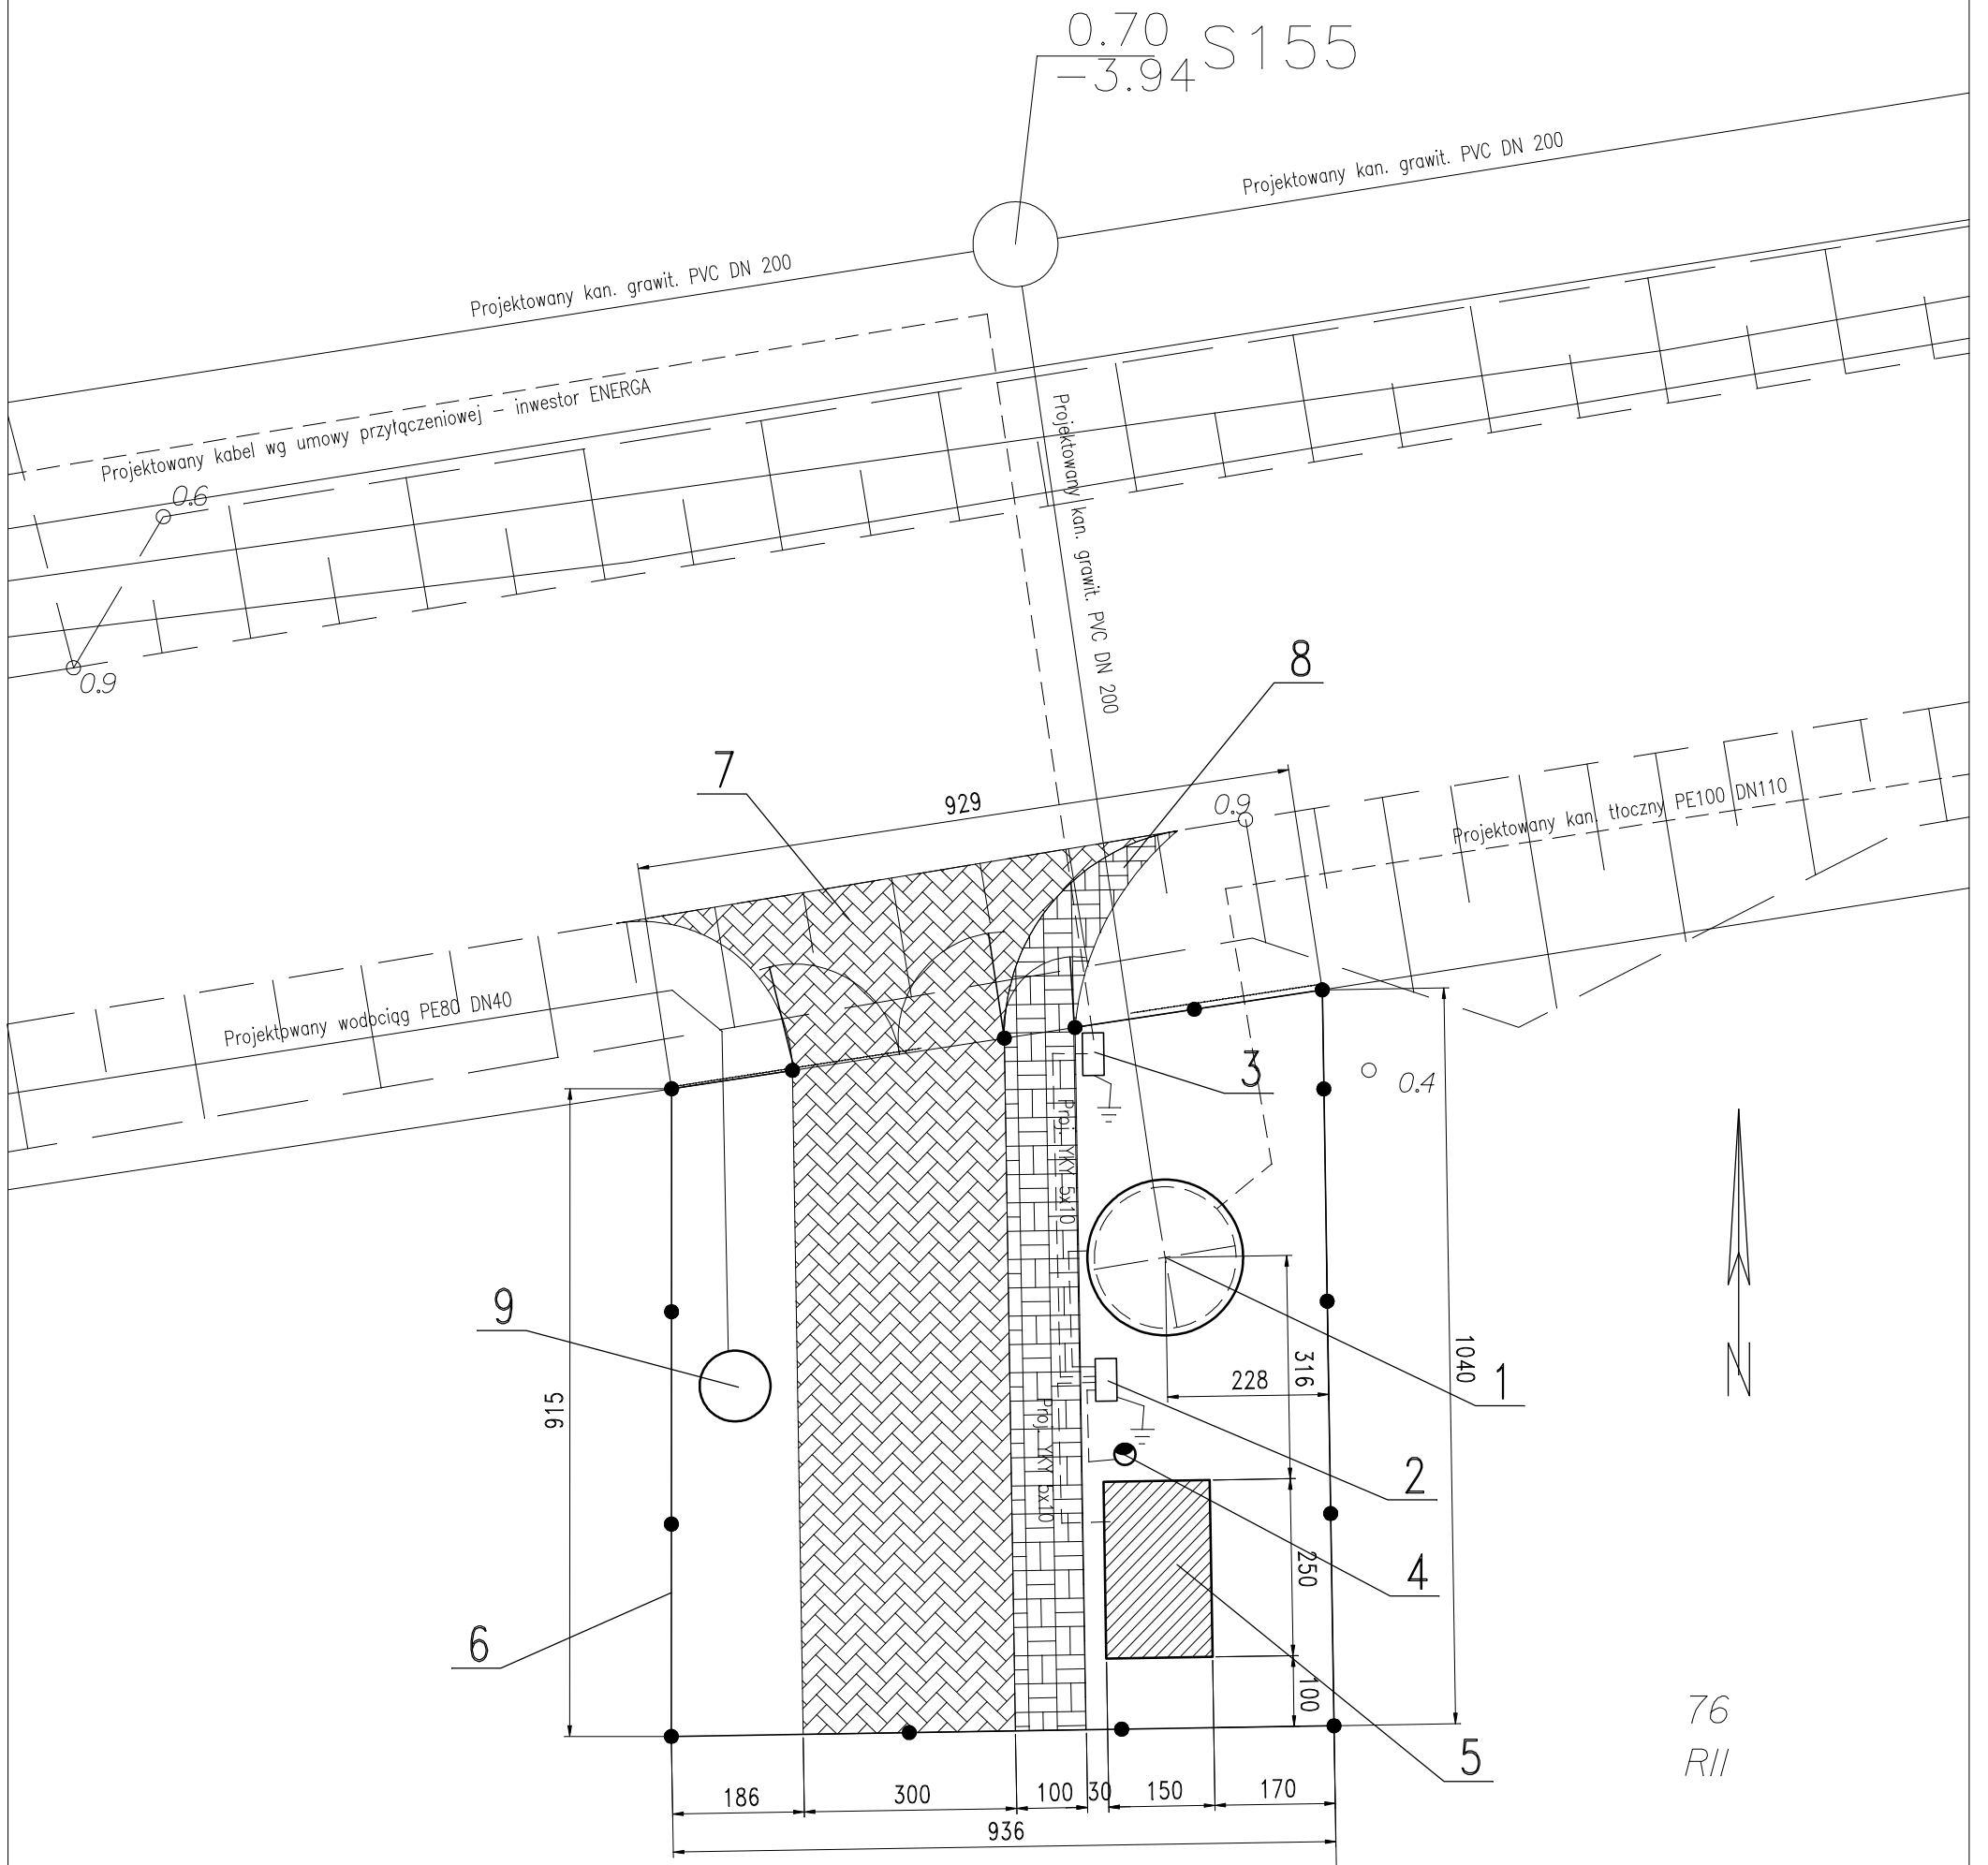 0.70
-3.94
S155
Projektowany kan. grawit. PVC DN 200
Projektowany kan. grawit. PVC DN 200
Projektowany kabel wg umowy przyłączeniowej - inwestor ENERGA
0.6
0.9
Projektowany kan. grawit. PVC DN 200
8
7
929
0.9
Projektowany kan. tłoczny PE100 DN110
Projektowany wodociąg PE80 DN40
3
0.4
Proj. YKY 5x10
9
915
316
228
1040
1
N
Proj. YKY 5x10
2
250
4
6
100
5
76
RII
186
300
100
30
150
170
936